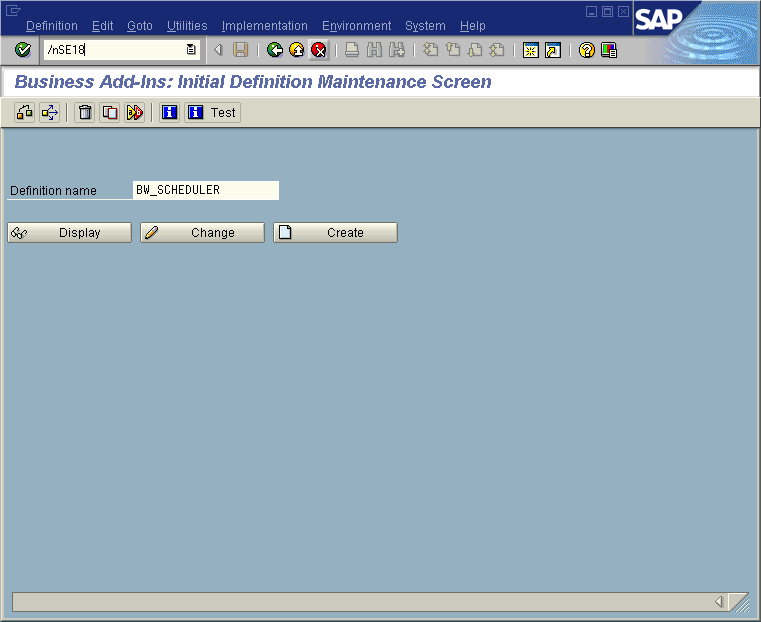 Definition Edit Goto Utilities Implementation Environment System Help
SAP
/nSE18
Business Add-Ins: Initial Definition Maintenance Screen
Test
Definition name BW_SCHEDULER
Display Change Create